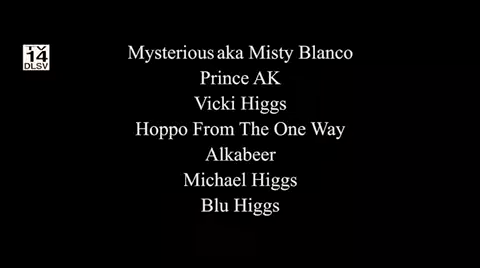 TV
14
DLSV
Mysterious aka Misty Blanco
Prince AK
Vicki Higgs
Hoppo From The One Way
Alkabeer
Michael Higgs
Blu Higgs